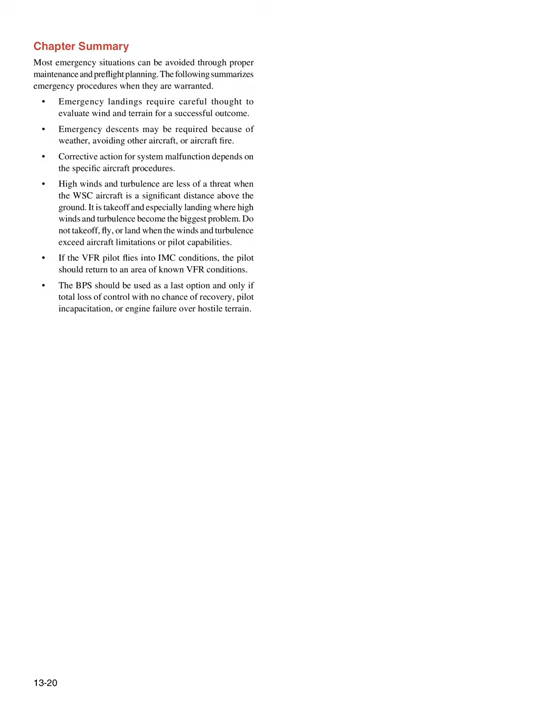 Chapter Summary
Most emergency situations can be avoided through proper
maintenance and preflight planning. The following summarizes
emergency procedures when they are warranted.
• Emergency landings require careful thought to
evaluate wind and terrain for a successful outcome.
• Emergency descents may be required because of
weather, avoiding other aircraft, or aircraft fire.
• Corrective action for system malfunction depends on
the specific aircraft procedures.
• High winds and turbulence are less of a threat when
the WSC aircraft is a significant distance above the
ground. It is takeoff and especially landing where high
winds and turbulence become the biggest problem. Do
not takeoff, fly, or land when the winds and turbulence
exceed aircraft limitations or pilot capabilities.
• If the VFR pilot flies into IMC conditions, the pilot
should return to an area of known VFR conditions.
• The BPS should be used as a last option and only if
total loss of control with no chance of recovery, pilot
incapacitation, or engine failure over hostile terrain.
13-20